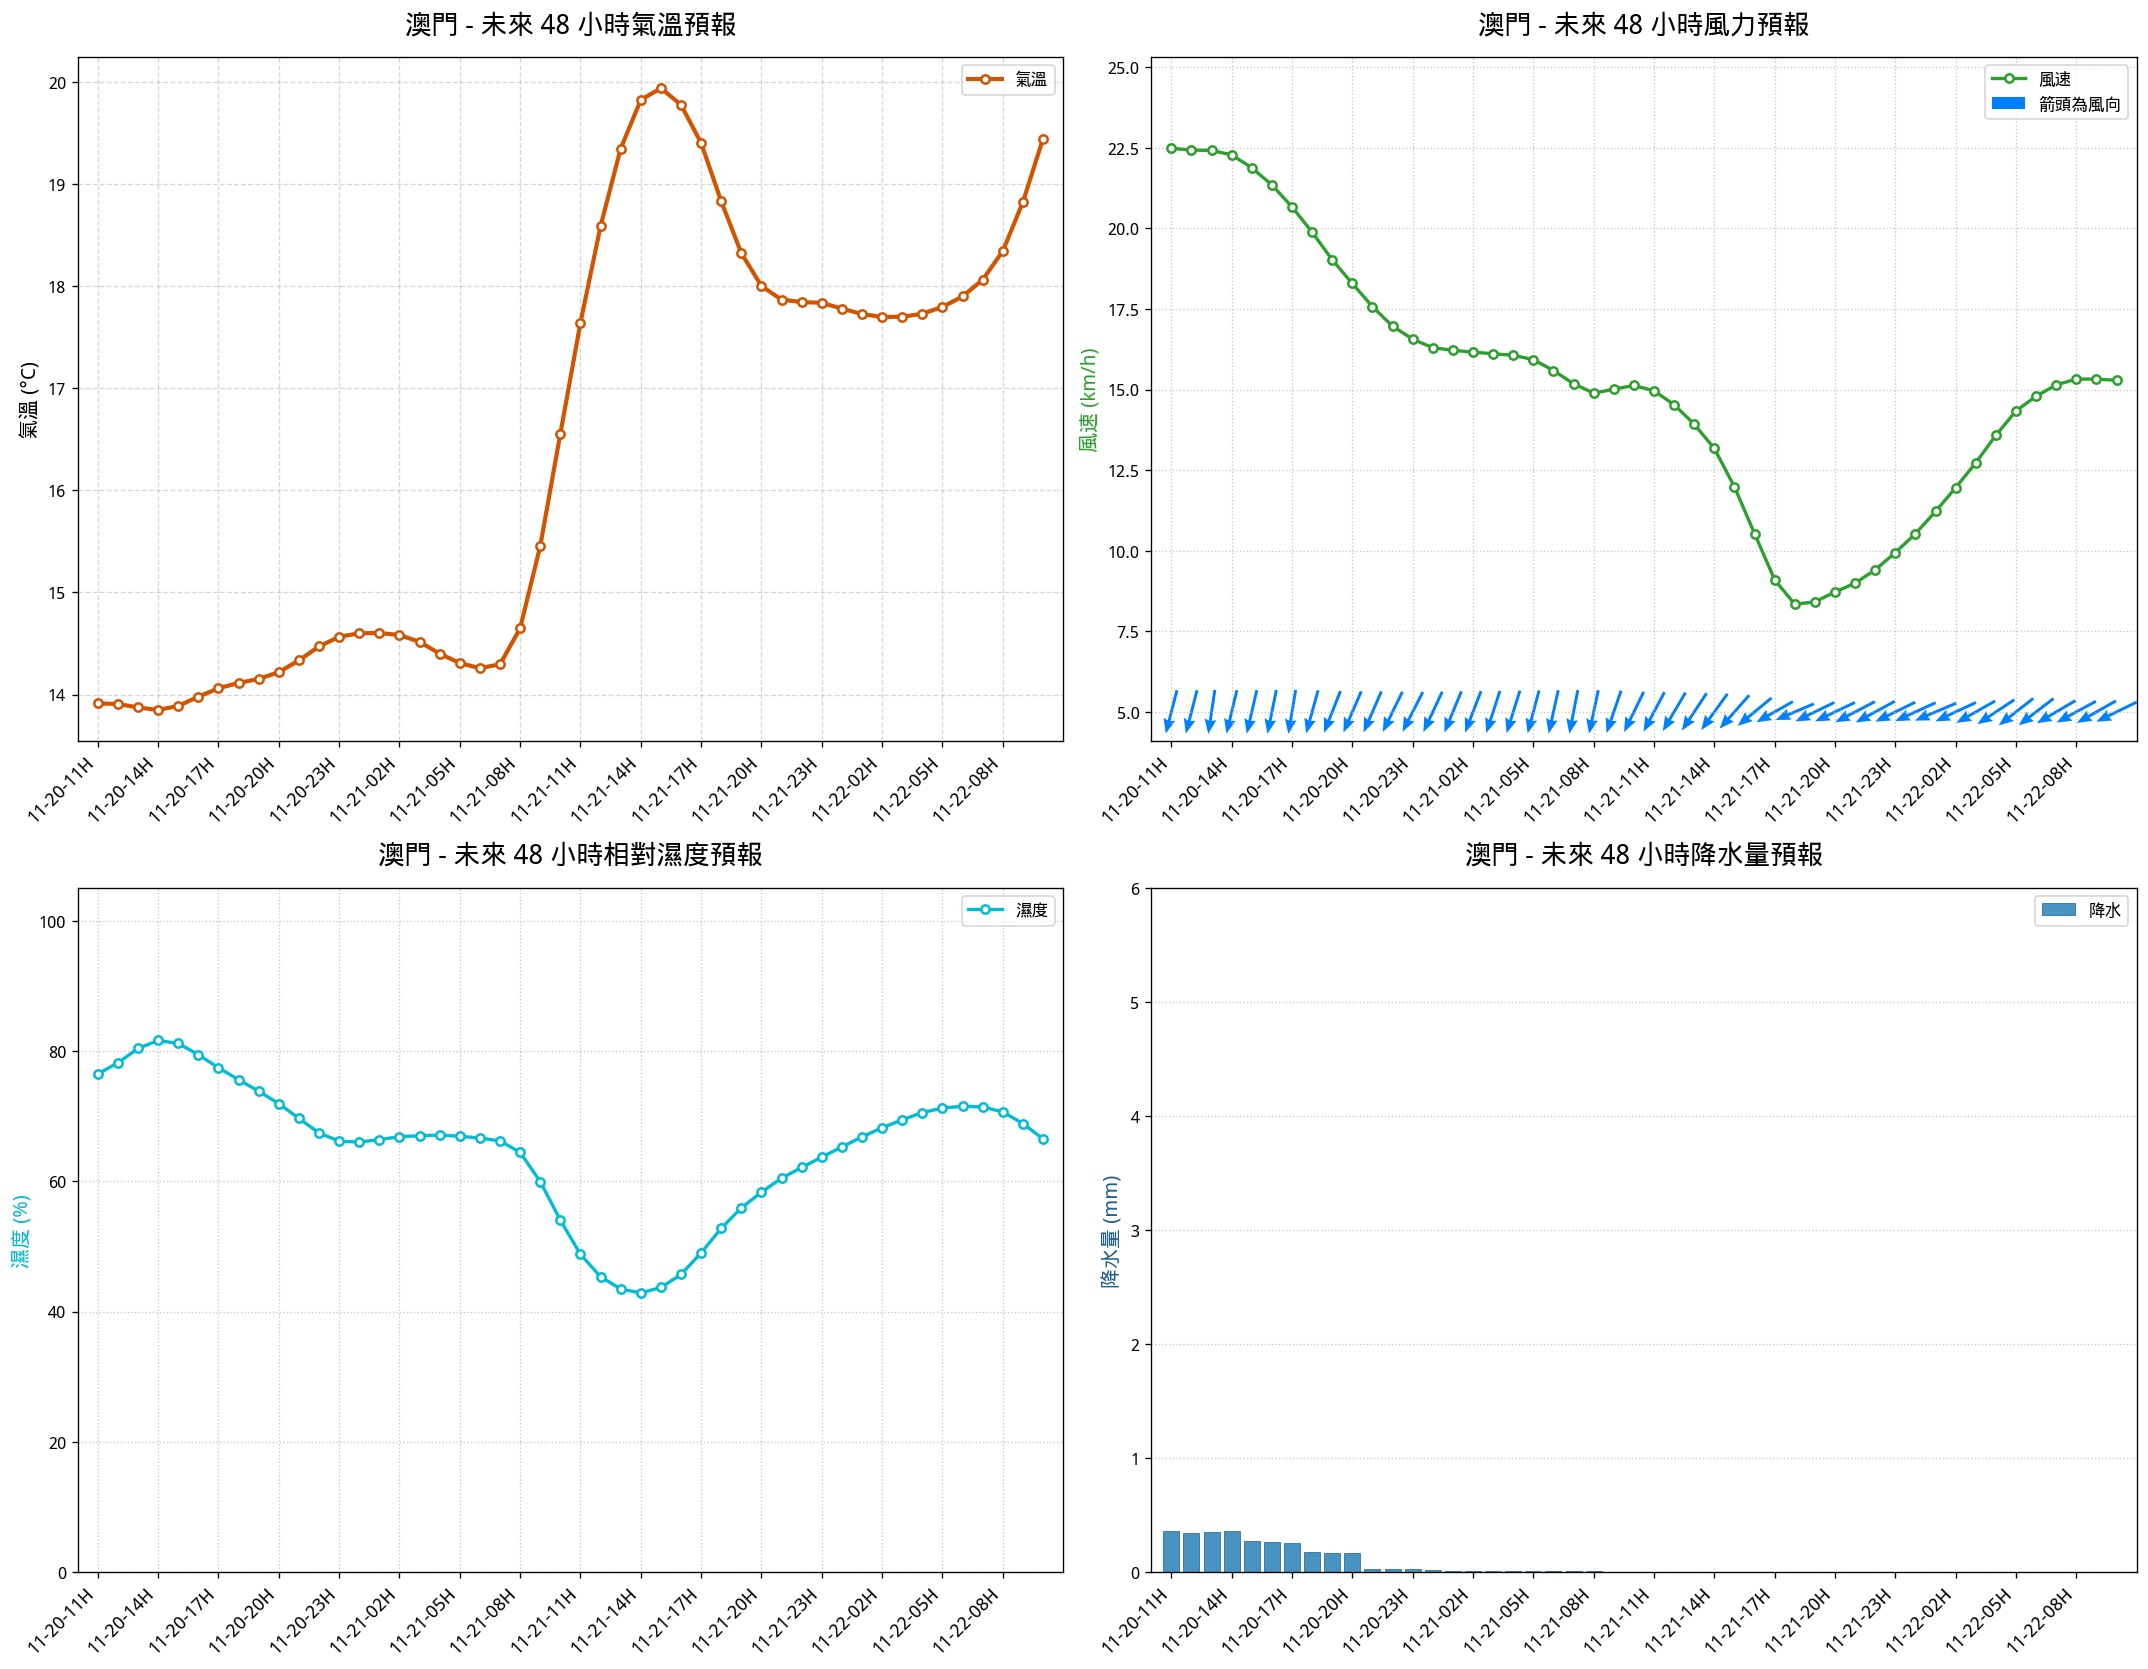 澳門 - 未來 48 小時氣溫預報
氣溫
20
19
18
17
16
15
14
氣溫 (°C)
11-20-11H
11-20-14H
11-20-17H
11-20-20H
11-20-23H
11-21-02H
11-21-05H
11-21-08H
11-21-11H
11-21-14H
11-21-17H
11-21-20H
11-21-23H
11-22-02H
11-22-05H
11-22-08H
澳門 - 未來 48 小時風力預報
風速
箭頭為風向
25.0
22.5
20.0
17.5
15.0
12.5
10.0
7.5
5.0
風速 (km/h)
11-20-11H
11-20-14H
11-20-17H
11-20-20H
11-20-23H
11-21-02H
11-21-05H
11-21-08H
11-21-11H
11-21-14H
11-21-17H
11-21-20H
11-21-23H
11-22-02H
11-22-05H
11-22-08H
澳門 - 未來 48 小時相對濕度預報
濕度
100
80
60
40
20
0
濕度 (%)
11-20-11H
11-20-14H
11-20-17H
11-20-20H
11-20-23H
11-21-02H
11-21-05H
11-21-08H
11-21-11H
11-21-14H
11-21-17H
11-21-20H
11-21-23H
11-22-02H
11-22-05H
11-22-08H
澳門 - 未來 48 小時降水量預報
降水
6
5
4
3
2
1
0
降水量 (mm)
11-20-11H
11-20-14H
11-20-17H
11-20-20H
11-20-23H
11-21-02H
11-21-05H
11-21-08H
11-21-11H
11-21-14H
11-21-17H
11-21-20H
11-21-23H
11-22-02H
11-22-05H
11-22-08H